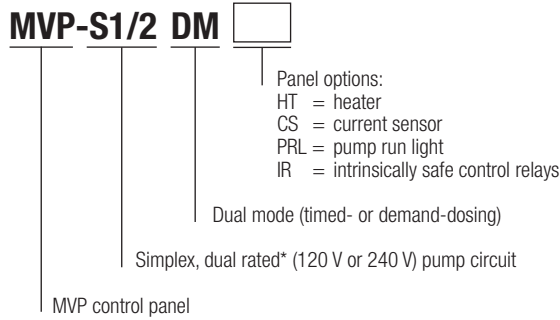 MVP-S1/2 DM
Panel options:
HT = heater
CS = current sensor
PRL = pump run light
IR = intrinsically safe control relays
Dual mode (timed- or demand-dosing)
Simplex, dual rated* (120 V or 240 V) pump circuit
MVP control panel